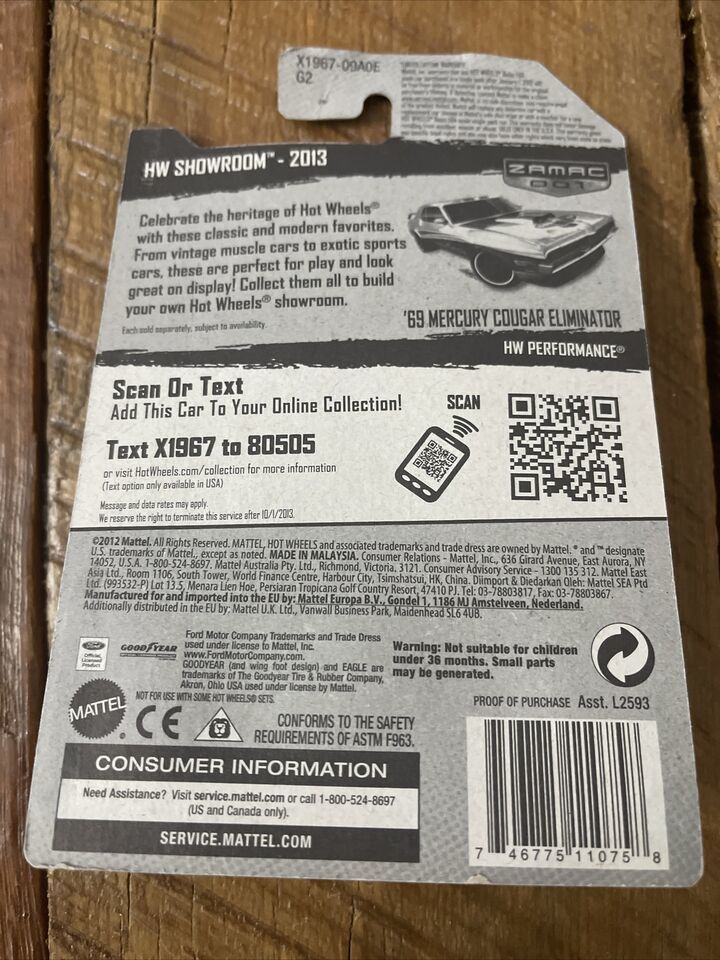 X1967-09A0E
G2
HW SHOWROOM™ - 2013
ZAMAC
001
Celebrate the heritage of Hot Wheels®
with these classic and modern favorites.
From vintage muscle cars to exotic sports
cars, these are perfect for play and look
great on display! Collect them all to build
your own Hot Wheels® showroom.
Each sold separately, subject to availability.
'69 MERCURY COUGAR ELIMINATOR
HW PERFORMANCE®
Scan Or Text
Add This Car To Your Online Collection!
SCAN
Text X1967 to 80505
or visit HotWheels.com/collection for more information
(Text option only available in USA)
Message and data rates may apply.
We reserve the right to terminate this service after 10/1/2013.
©2012 Mattel. All Rights Reserved. MATTEL, HOT WHEELS and associated trademarks and trade dress are owned by Mattel. ® and ™ designate
U.S. trademarks of Mattel, except as noted. MADE IN MALAYSIA. Consumer Relations - Mattel, Inc., 636 Girard Avenue, East Aurora, NY
14052, U.S.A. 1-800-524-8697. Mattel Australia Pty. Ltd., Richmond, Victoria. 3121. Consumer Advisory Service - 1300 135 312. Mattel East
Asia Ltd., Room 1106, South Tower, World Finance Centre, Harbour City, Tsimshatsui, HK, China. Diimport & Diedarkan Oleh: Mattel SEA Ptd
Ltd. (993532-P) Lot 13.5, Menara Lien Hoe, Persiaran Tropicana Golf Country Resort, 47410 PJ. Tel: 03-78803817, Fax: 03-78803867.
Manufactured for and imported into the EU by: Mattel Europa B.V., Gondel 1, 1186 MJ Amstelveen, Nederland.
Additionally distributed in the EU by: Mattel U.K. Ltd., Vanwall Business Park, Maidenhead SL6 4UB.
Ford
Official
Licensed
Product
GOODYEAR
Ford Motor Company Trademarks and Trade Dress
used under license to Mattel, Inc.
www.FordMotorCompany.com.
GOODYEAR (and wing foot design) and EAGLE are
trademarks of The Goodyear Tire & Rubber Company,
Akron, Ohio USA used under license by Mattel.
NOT FOR USE WITH SOME HOT WHEELS® SETS.
Warning: Not suitable for children
under 36 months. Small parts
may be generated.
MATTEL
CE
CONFORMS TO THE SAFETY
REQUIREMENTS OF ASTM F963.
PROOF OF PURCHASE Asst. L2593
CONSUMER INFORMATION
Need Assistance? Visit service.mattel.com or call 1-800-524-8697
(US and Canada only).
SERVICE.MATTEL.COM
7 46775 11075 8